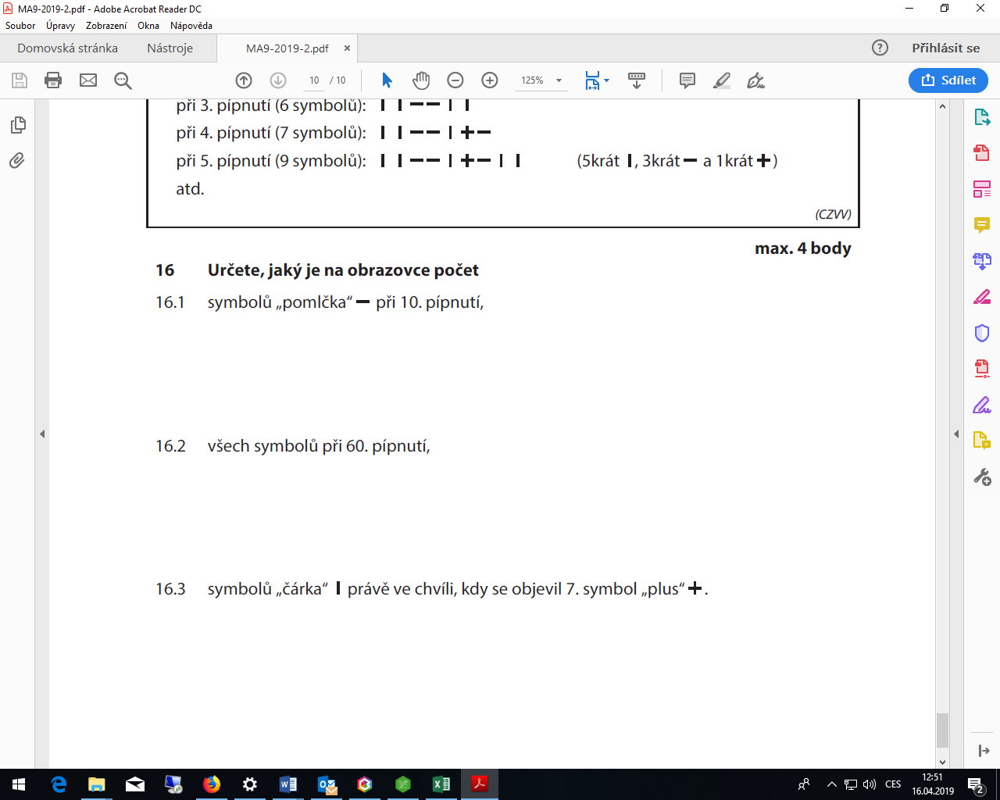 MA9-2019-2.pdf - Adobe Acrobat Reader DC
Soubor Úpravy Zobrazení Okna Nápověda
Domovská stránka Nástroje MA9-2019-2.pdf × ? Přihlásit se
10 / 10 125% Sdílet
při 3. pípnutí (6 symbolů): I I – – I I
při 4. pípnutí (7 symbolů): I I – – I + –
při 5. pípnutí (9 symbolů): I I – – I + – I I (5krát I, 3krát – a 1krát +)
atd.
(CZVV)
max. 4 body
16 Určete, jaký je na obrazovce počet
16.1 symbolů „pomlčka“ – při 10. pípnutí,
16.2 všech symbolů při 60. pípnutí,
16.3 symbolů „čárka“ I právě ve chvíli, kdy se objevil 7. symbol „plus“ +.
CES 12:51
16.04.2019 2